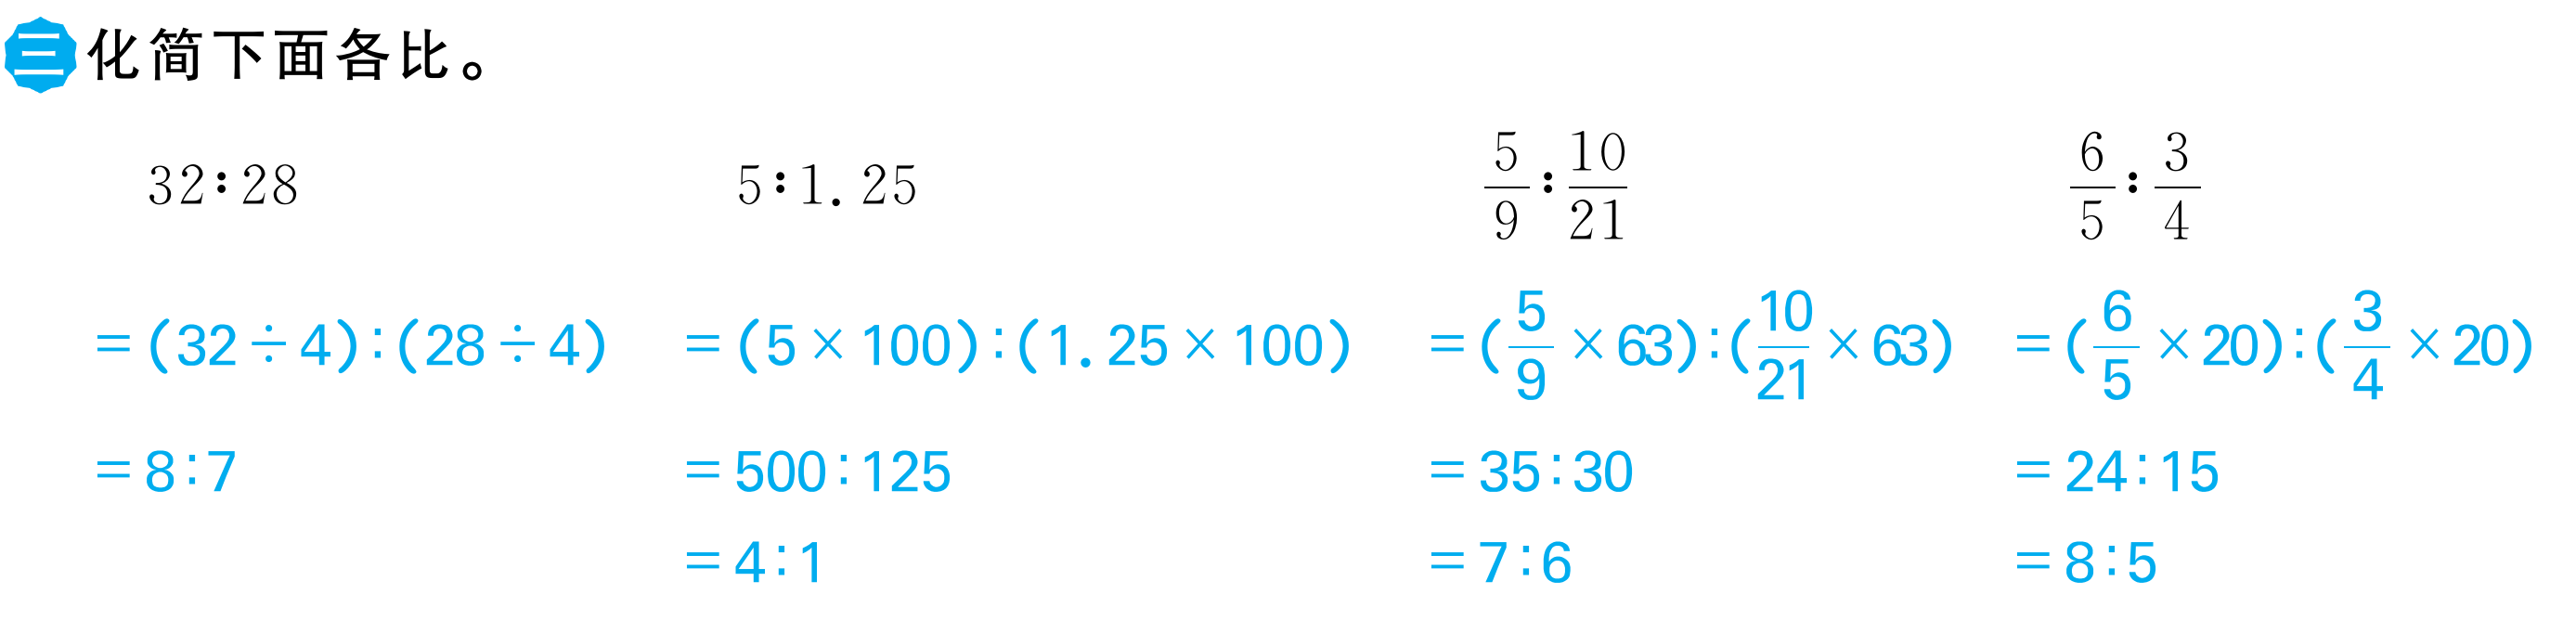 三 化简下面各比。
32∶28 5∶1.25 5/9∶10/21 6/5∶3/4
=(32÷4)∶(28÷4) =(5×100)∶(1.25×100) =(5/9×63)∶(10/21×63) =(6/5×20)∶(3/4×20)
=8∶7 =500∶125 =35∶30 =24∶15
=4∶1 =7∶6 =8∶5